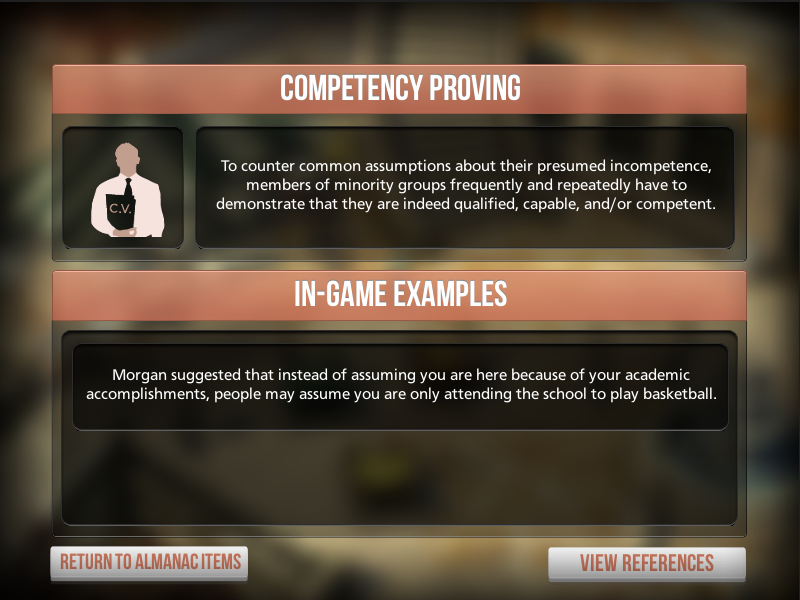 COMPETENCY PROVING
C.V.
To counter common assumptions about their presumed incompetence,
members of minority groups frequently and repeatedly have to
demonstrate that they are indeed qualified, capable, and/or competent.
IN-GAME EXAMPLES
Morgan suggested that instead of assuming you are here because of your academic
accomplishments, people may assume you are only attending the school to play basketball.
RETURN TO ALMANAC ITEMS
VIEW REFERENCES